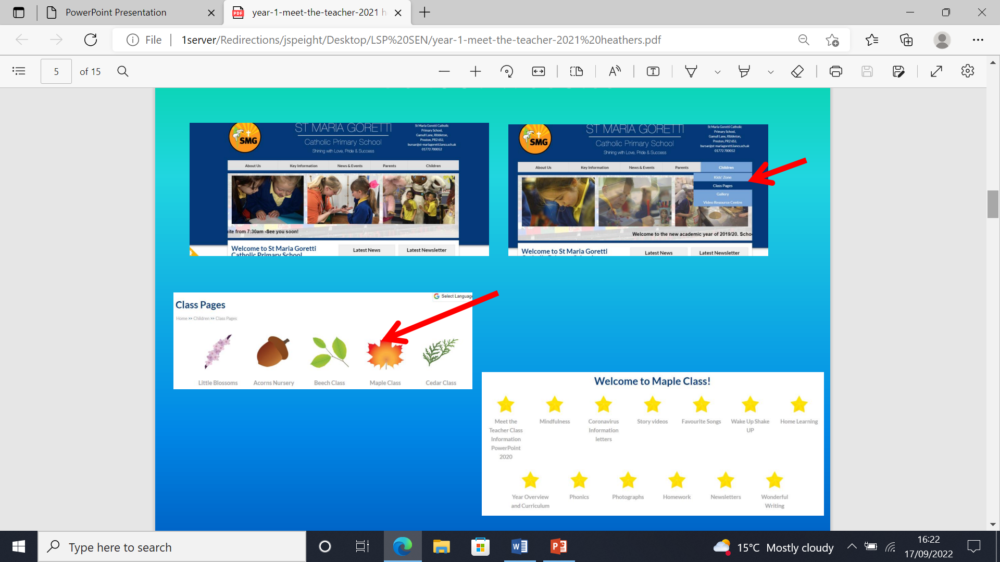 PowerPoint Presentation
year-1-meet-the-teacher-2021 h
File
1server/Redirections/jspeight/Desktop/LSP%20SEN/year-1-meet-the-teacher-2021%20heathers.pdf
5 of 15
ST MARIA GORETTI
Catholic Primary School
Shining with Love, Pride & Success
SMG
St Maria Goretti Catholic
Primary School,
Gamull Lane, Ribbleton,
Preston, PR2 6SJ,
bursar@st-mariagoretti.lancs.sch.uk
01772 700052
About Us
Key Information
News & Events
Parents
Children
ite from 7:30am -See you soon!
Welcome to St Maria Goretti
Catholic Primary School
Latest News
Latest Newsletter
ST MARIA GORETTI
Catholic Primary School
Shining with Love, Pride & Success
SMG
St Maria Goretti Catholic
Primary School,
Gamull Lane, Ribbleton,
Preston, PR2 6SJ,
bursar@st-mariagoretti.lancs.sch.uk
01772 700052
About Us
Key Information
News & Events
Parents
Children
Kids' Zone
Class Pages
Gallery
Video Resource Centre
Welcome to the new academic year of 2019/20. Schoo
Welcome to St Maria Goretti
Latest News
Latest Newsletter
Select Language
Class Pages
Home >> Children >> Class Pages
Little Blossoms
Acorns Nursery
Beech Class
Maple Class
Cedar Class
Welcome to Maple Class!
Meet the
Teacher Class
Information
PowerPoint
2020
Mindfulness
Coronavirus
Information
letters
Story videos
Favourite Songs
Wake Up Shake
UP
Home Learning
Year Overview
and Curriculum
Phonics
Photographs
Homework
Newsletters
Wonderful
Writing
Type here to search
15°C Mostly cloudy
16:22
17/09/2022